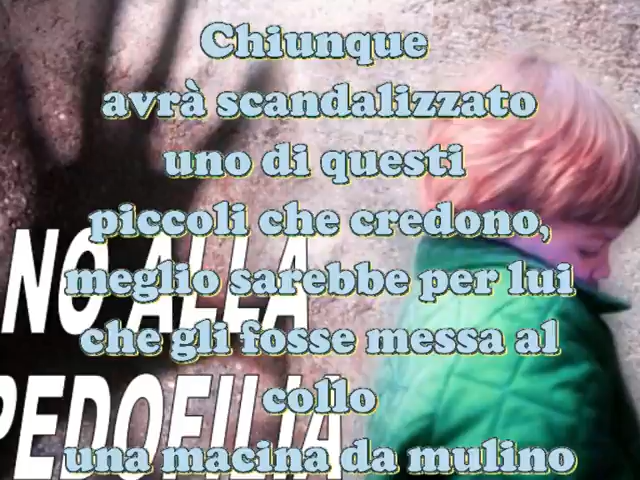 Chiunque
avrà scandalizzato
uno di questi
piccoli che credono,
meglio sarebbe per lui
che gli fosse messa al
collo
una macina da mulino
NO ALLA
PEDOFILIA